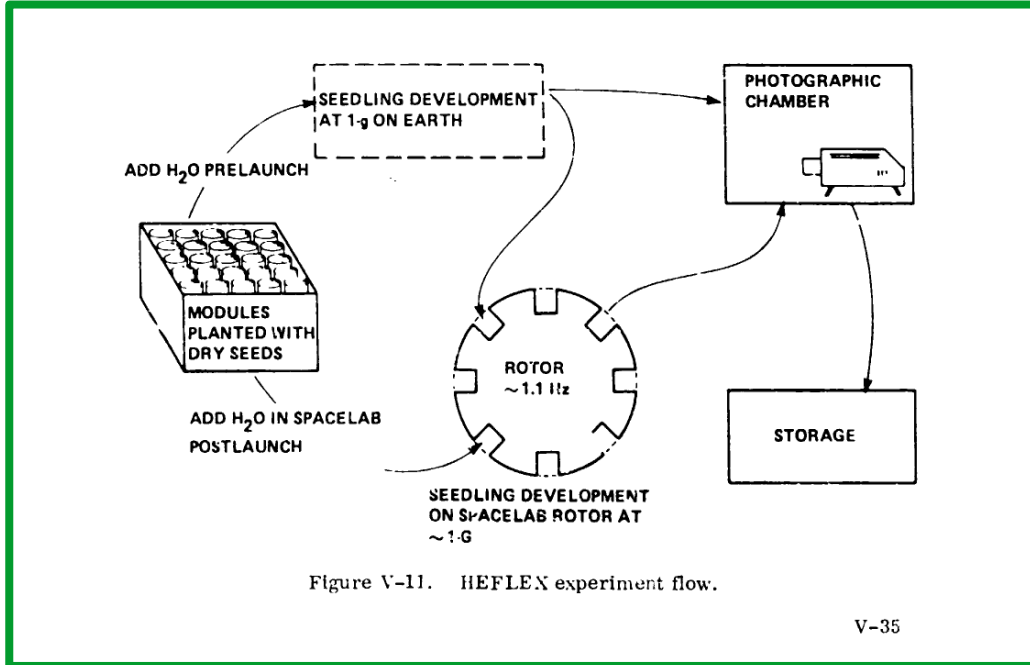 SEEDLING DEVELOPMENT
AT 1-g ON EARTH
PHOTOGRAPHIC
CHAMBER
ADD H₂O PRELAUNCH
MODULES
PLANTED WITH
DRY SEEDS
ROTOR
~1.1 Hz
ADD H₂O IN SPACELAB
POSTLAUNCH
STORAGE
SEEDLING DEVELOPMENT
ON SPACELAB ROTOR AT
~1-G
Figure V-11. HEFLEX experiment flow.
V-35